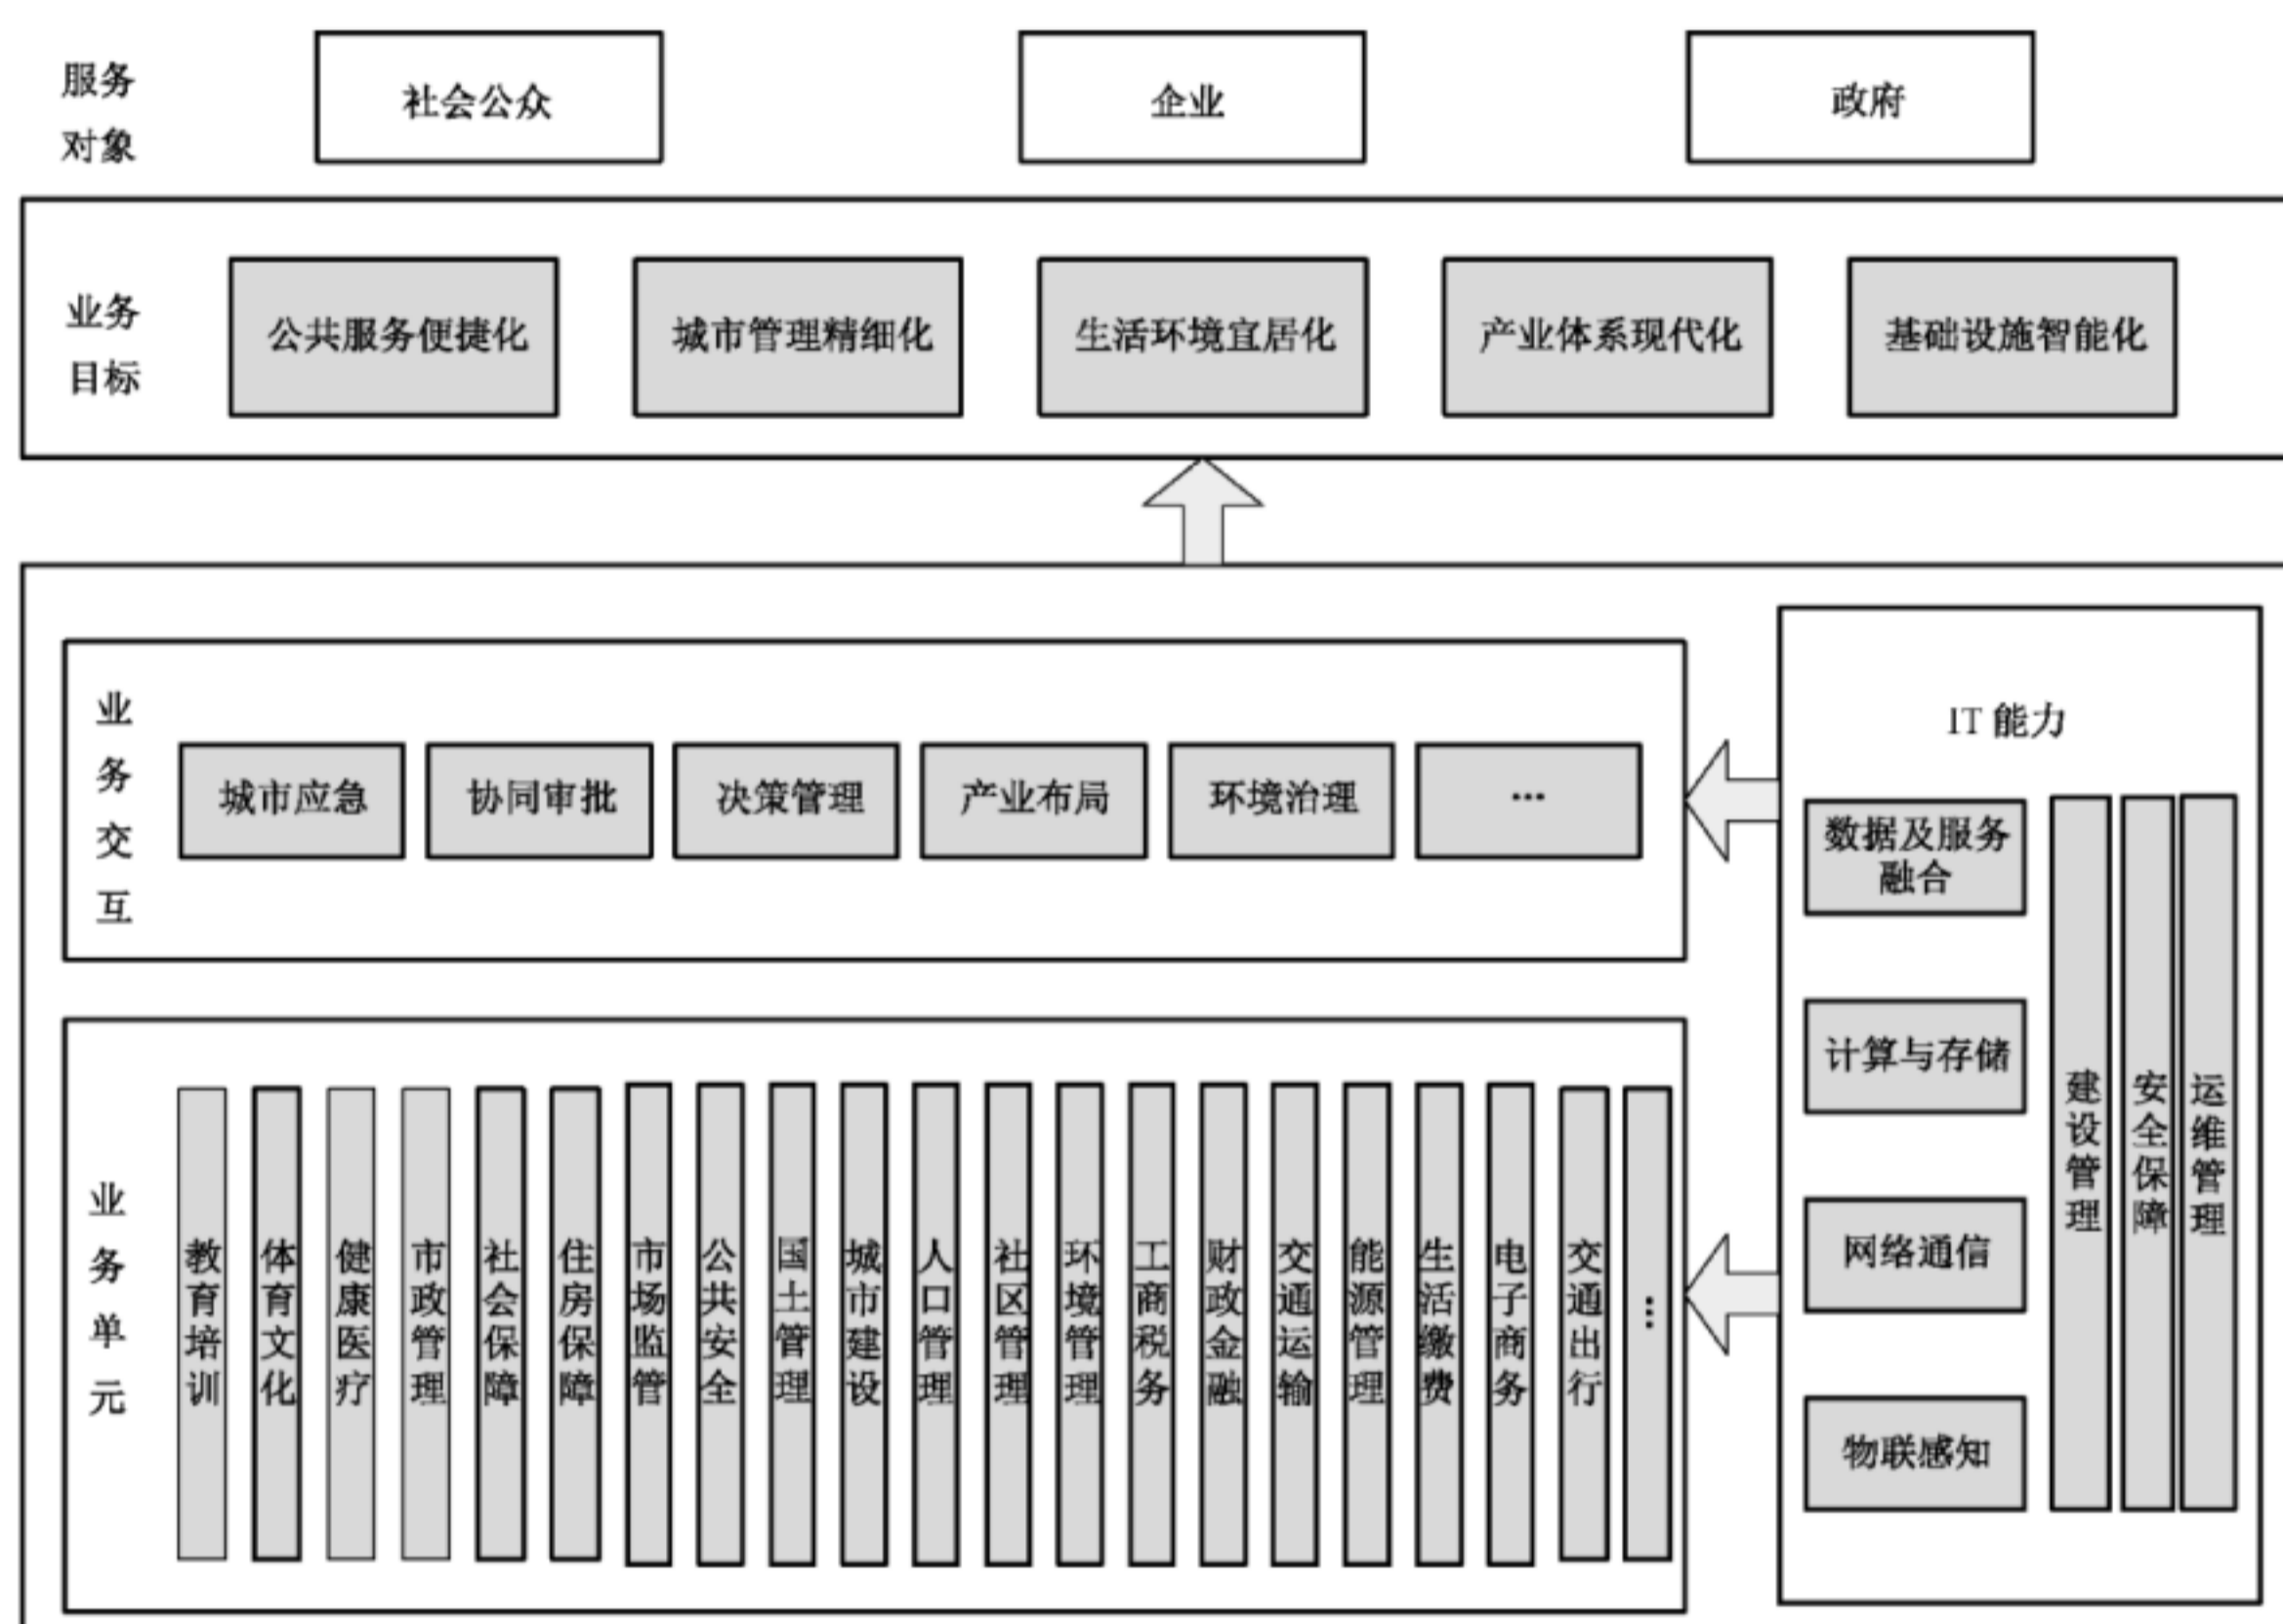 服务
对象
社会公众
企业
政府
业务
目标
公共服务便捷化
城市管理精细化
生活环境宜居化
产业体系现代化
基础设施智能化
业务交互
城市应急
协同审批
决策管理
产业布局
环境治理
…
业务单元
教育培训
体育文化
健康医疗
市政管理
社会保障
住房保障
市场监管
公共安全
国土管理
城市建设
人口管理
社区管理
环境管理
工商税务
财政金融
交通运输
能源管理
生活缴费
电子商务
交通出行
…
IT 能力
数据及服务
融合
计算与存储
网络通信
物联感知
建设管理
安全保障
运维管理